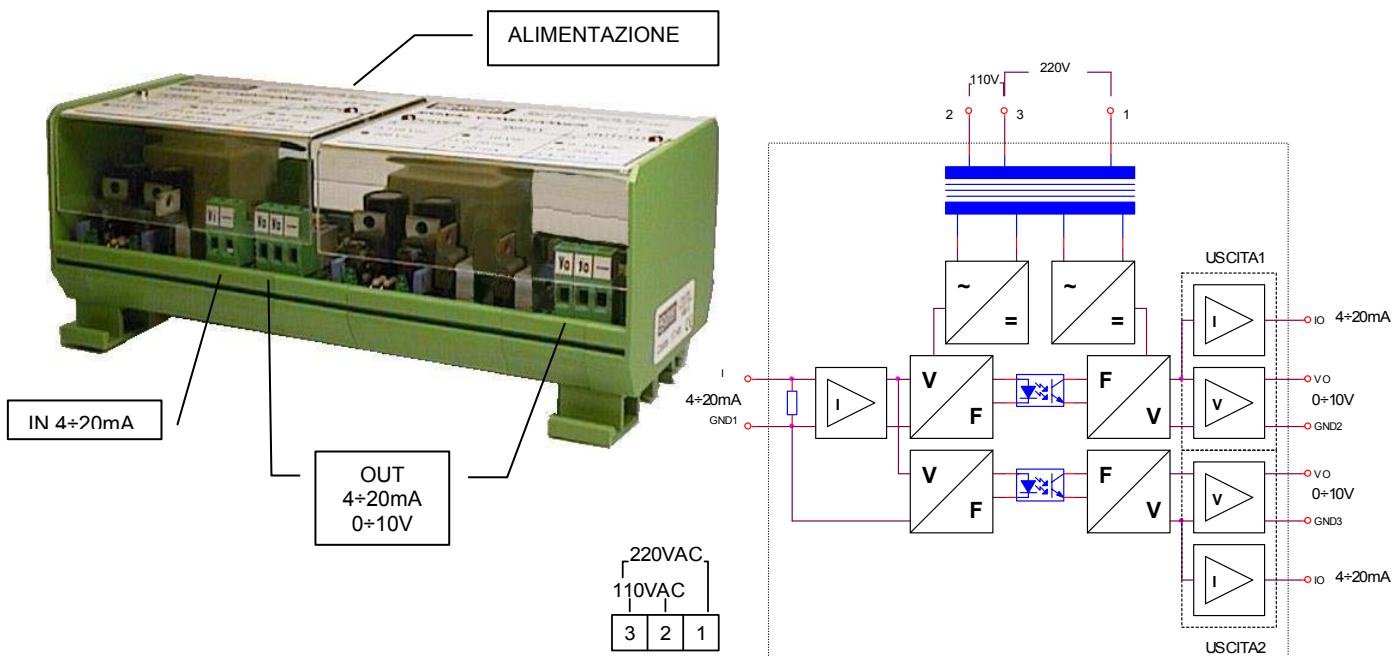 ALIMENTAZIONE
IN 4÷20mA
OUT
4÷20mA
0÷10V
220VAC
110VAC
3 2 1
220V
110V
2 3 1
~ ~
= =
USCITA1
I
IO 4÷20mA
I
4÷20mA
GND1
I
V
F
F
V
V
VO
0÷10V
GND2
V
F
F
V
V
VO
0÷10V
GND3
I
IO 4÷20mA
USCITA2
Vi
Vo Vo
Vo Io